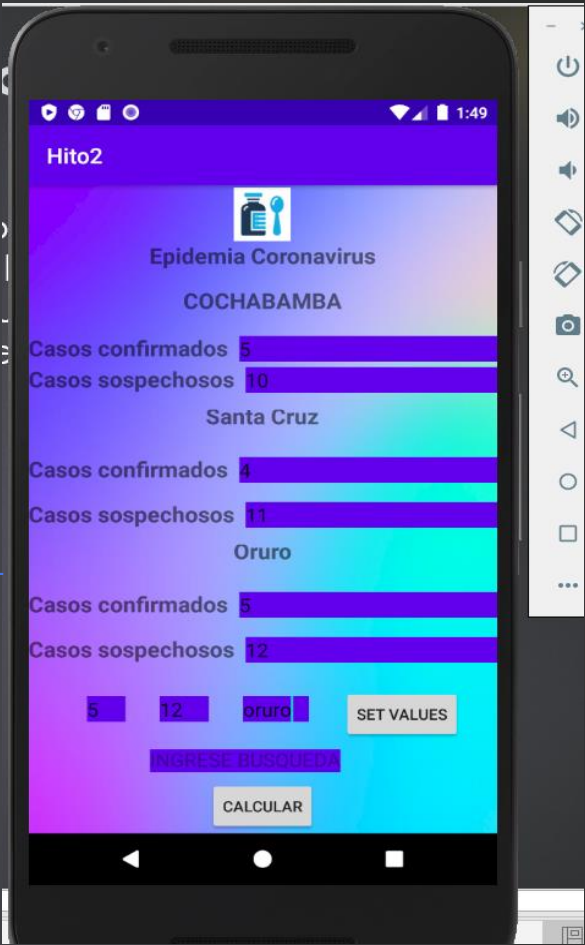 1:49
Hito2
Epidemia Coronavirus
COCHABAMBA
Casos confirmados 5
Casos sospechosos 10
Santa Cruz
Casos confirmados 4
Casos sospechosos 11
Oruro
Casos confirmados 5
Casos sospechosos 12
5 12 oruro SET VALUES
INGRESE BUSQUEDA
CALCULAR